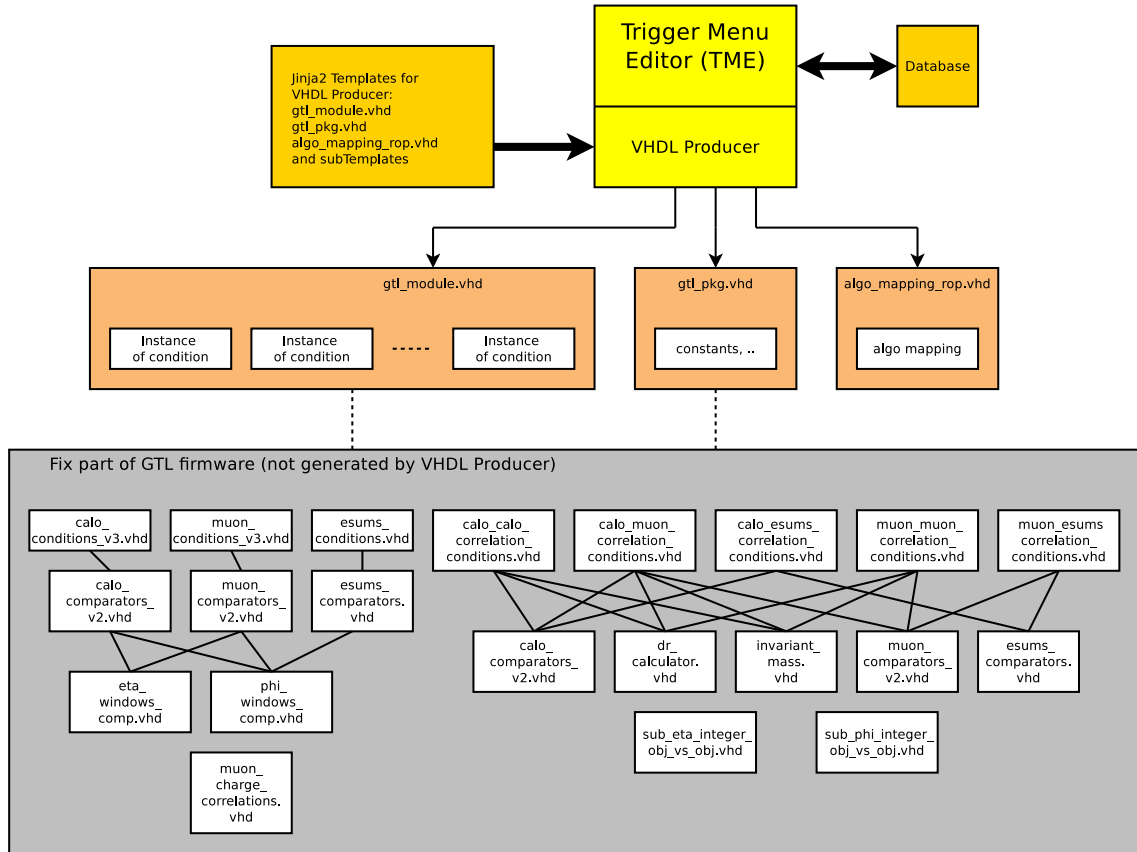 Trigger Menu
Editor (TME)
Database
Jinja2 Templates for
VHDL Producer:
gtl_module.vhd
gtl_pkg.vhd
algo_mapping_rop.vhd
and subTemplates
VHDL Producer
gtl_module.vhd
Instance
of condition
Instance
of condition
-----
Instance
of condition
gtl_pkg.vhd
constants, ..
algo_mapping_rop.vhd
algo mapping
Fix part of GTL firmware (not generated by VHDL Producer)
calo_
conditions_v3.vhd
muon_
conditions_v3.vhd
esums_
conditions.vhd
calo_calo_
correlation_
conditions.vhd
calo_muon_
correlation_
conditions.vhd
calo_esums_
correlation_
conditions.vhd
muon_muon_
correlation_
conditions.vhd
muon_esums
correlation_
conditions.vhd
calo_
comparators_
v2.vhd
muon_
comparators_
v2.vhd
esums_
comparators.
vhd
calo_
comparators_
v2.vhd
dr_
calculator.
vhd
invariant_
mass.
vhd
muon_
comparators_
v2.vhd
esums_
comparators.
vhd
eta_
windows_
comp.vhd
phi_
windows_
comp.vhd
sub_eta_integer_
obj_vs_obj.vhd
sub_phi_integer_
obj_vs_obj.vhd
muon_
charge_
correlations.
vhd